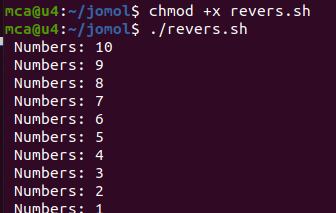 mca@u4:~/jomol$ chmod +x revers.sh
mca@u4:~/jomol$ ./revers.sh
Numbers: 10
Numbers: 9
Numbers: 8
Numbers: 7
Numbers: 6
Numbers: 5
Numbers: 4
Numbers: 3
Numbers: 2
Numbers: 1